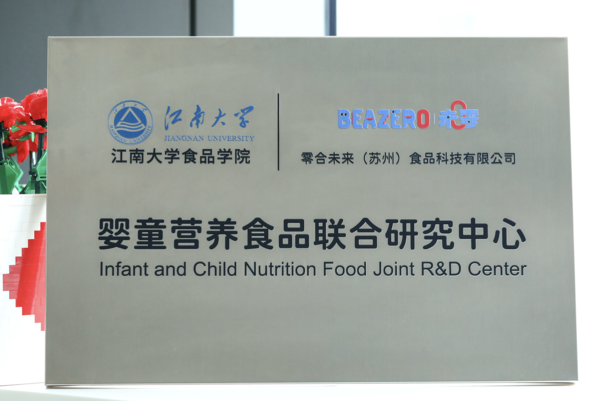 江南大学
JIANGNAN UNIVERSITY
江南大学食品学院
BEAZERO
零合未来（苏州）食品科技有限公司
婴童营养食品联合研究中心
Infant and Child Nutrition Food Joint R&D Center